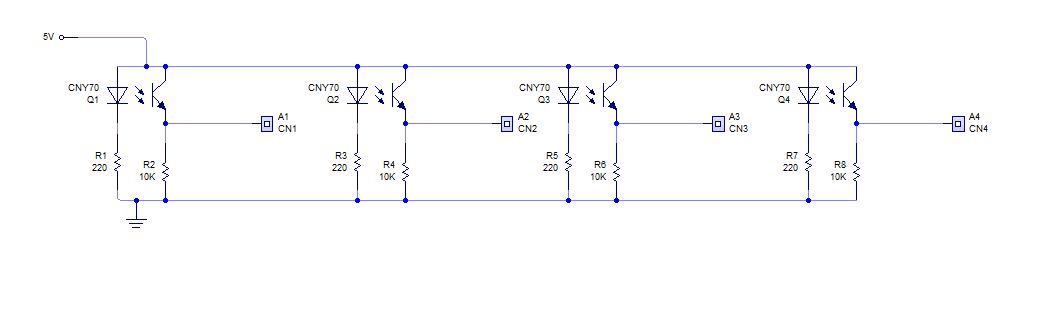 5V
CNY70
Q1
A1
CN1
R1
220
R2
10K
CNY70
Q2
A2
CN2
R3
220
R4
10K
CNY70
Q3
A3
CN3
R5
220
R6
10K
CNY70
Q4
A4
CN4
R7
220
R8
10K